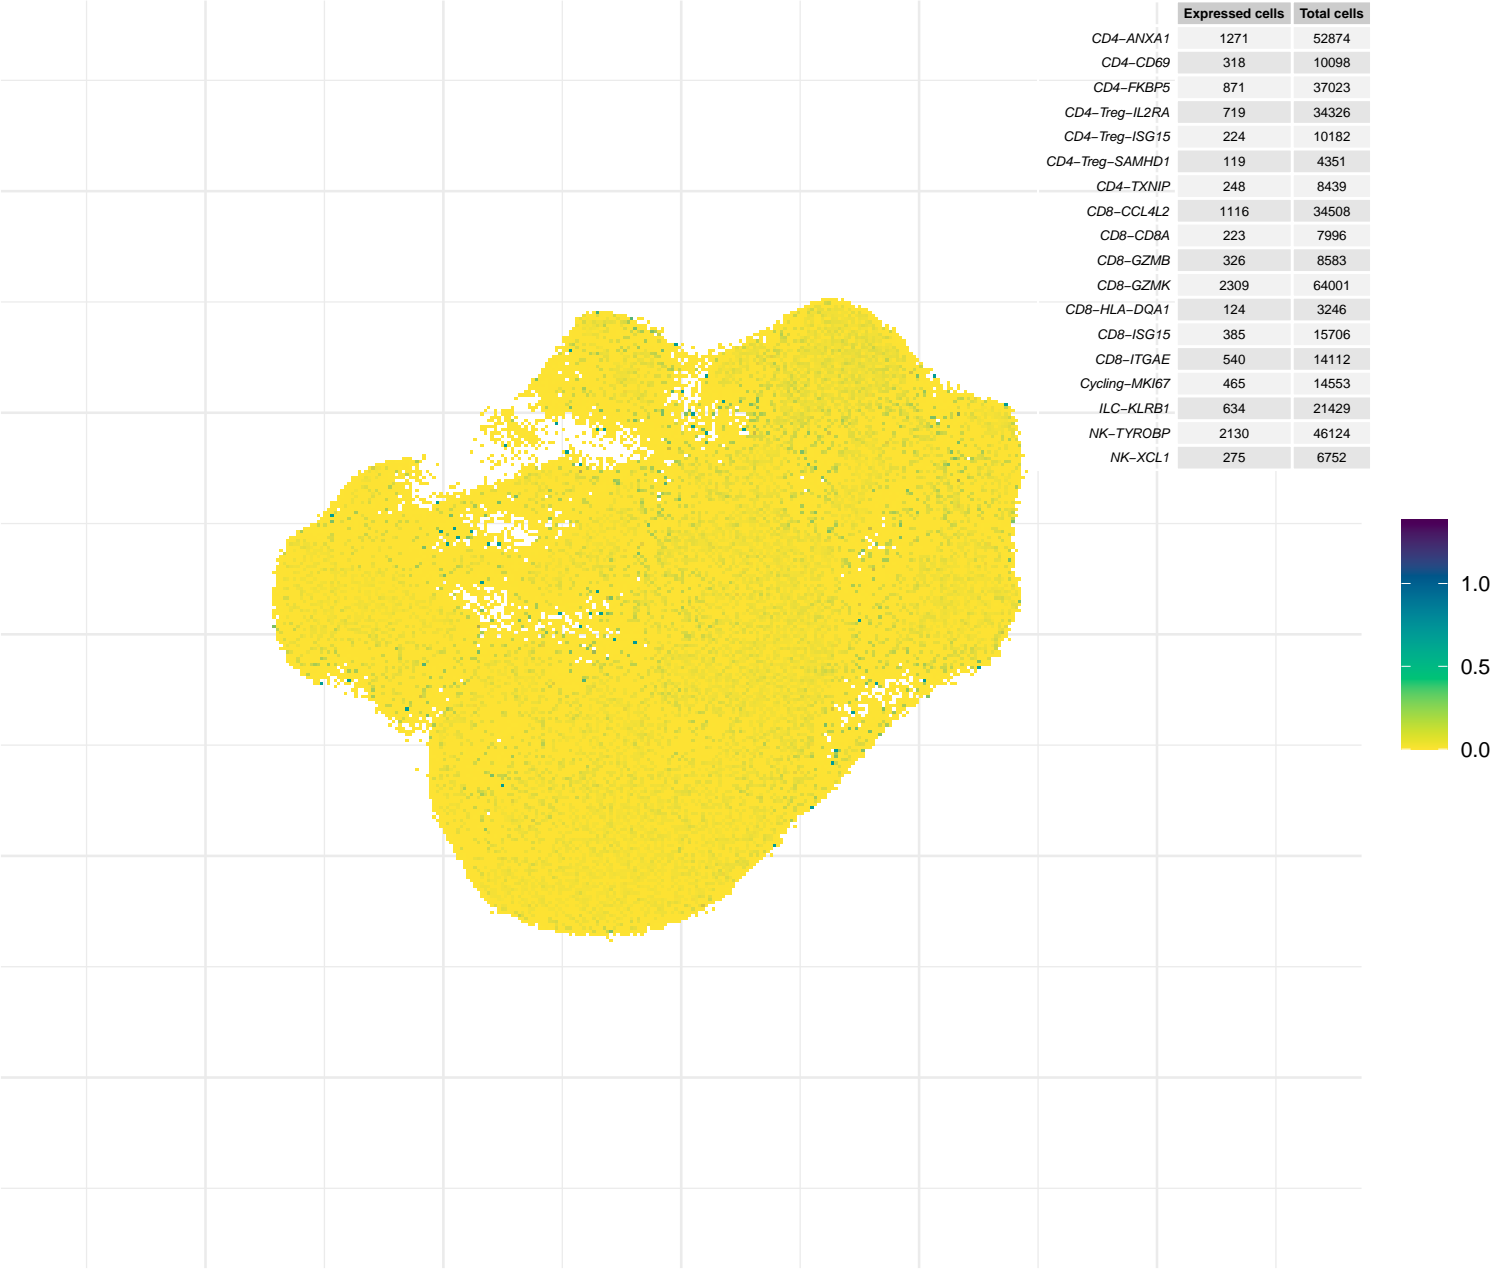 Expressed cells Total cells
CD4−ANXA1 1271 52874
CD4−CD69 318 10098
CD4−FKBP5 871 37023
CD4−Treg−IL2RA 719 34326
CD4−Treg−ISG15 224 10182
CD4−Treg−SAMHD1 119 4351
CD4−TXNIP 248 8439
CD8−CCL4L2 1116 34508
CD8−CD8A 223 7996
CD8−GZMB 326 8583
CD8−GZMK 2309 64001
CD8−HLA−DQA1 124 3246
CD8−ISG15 385 15706
CD8−ITGAE 540 14112
Cycling−MKI67 465 14553
ILC−KLRB1 634 21429
NK−TYROBP 2130 46124
NK−XCL1 275 6752
1.0
0.5
0.0